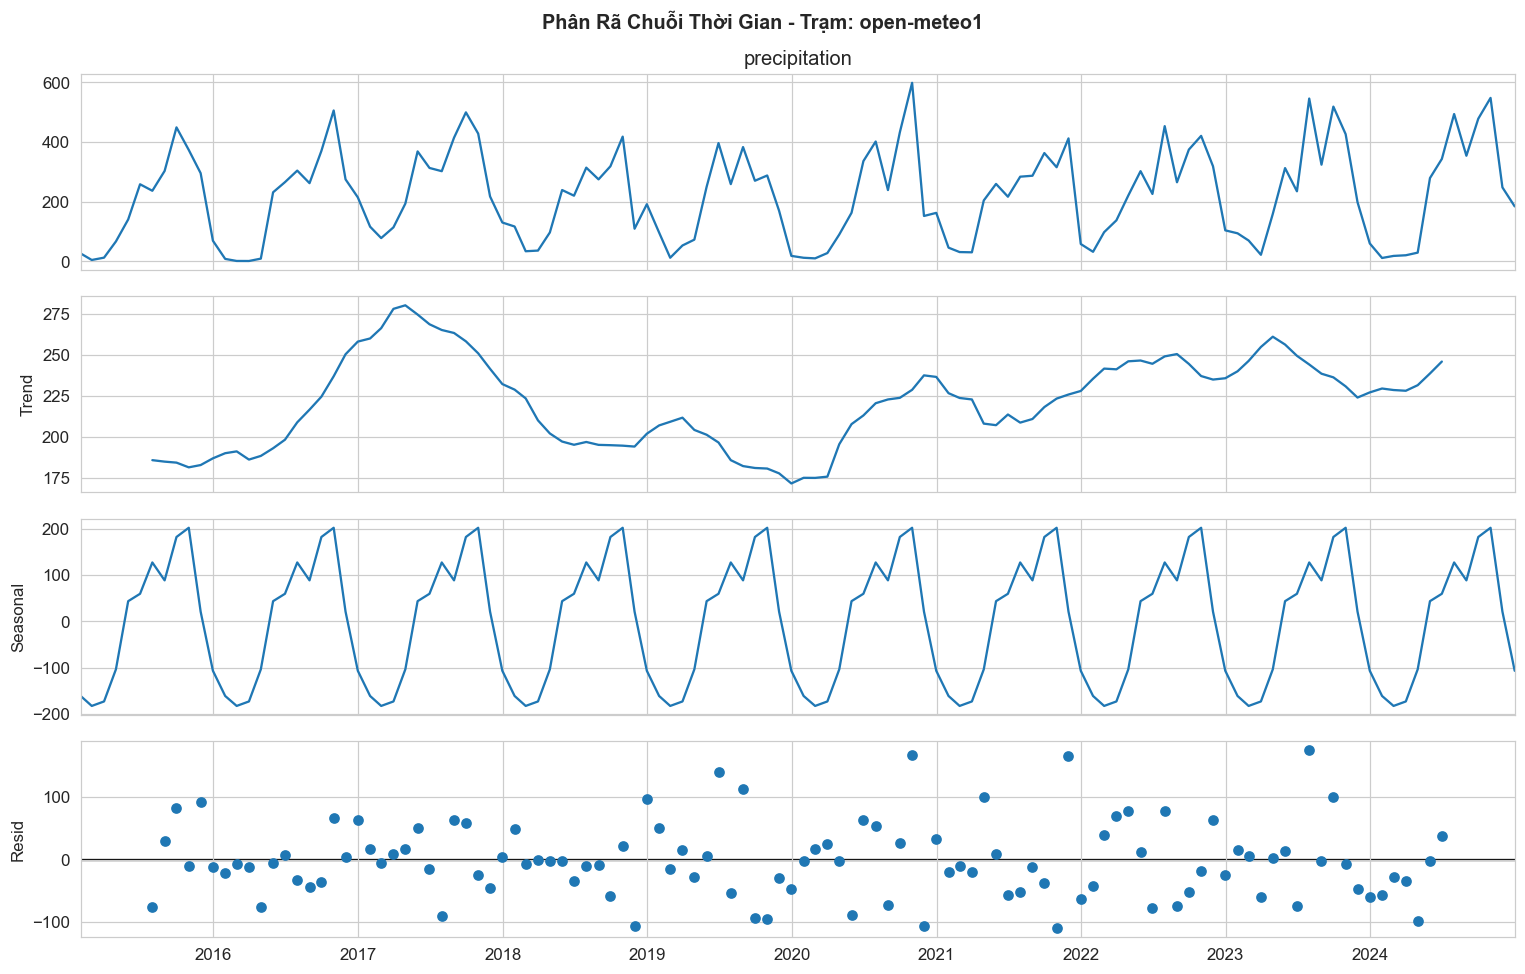 Phân Rã Chuỗi Thời Gian - Trạm: open-meteo1
precipitation
600
400
200
0
Trend
275
250
225
200
175
Seasonal
200
100
0
−100
−200
Resid
100
0
−100
2016 2017 2018 2019 2020 2021 2022 2023 2024